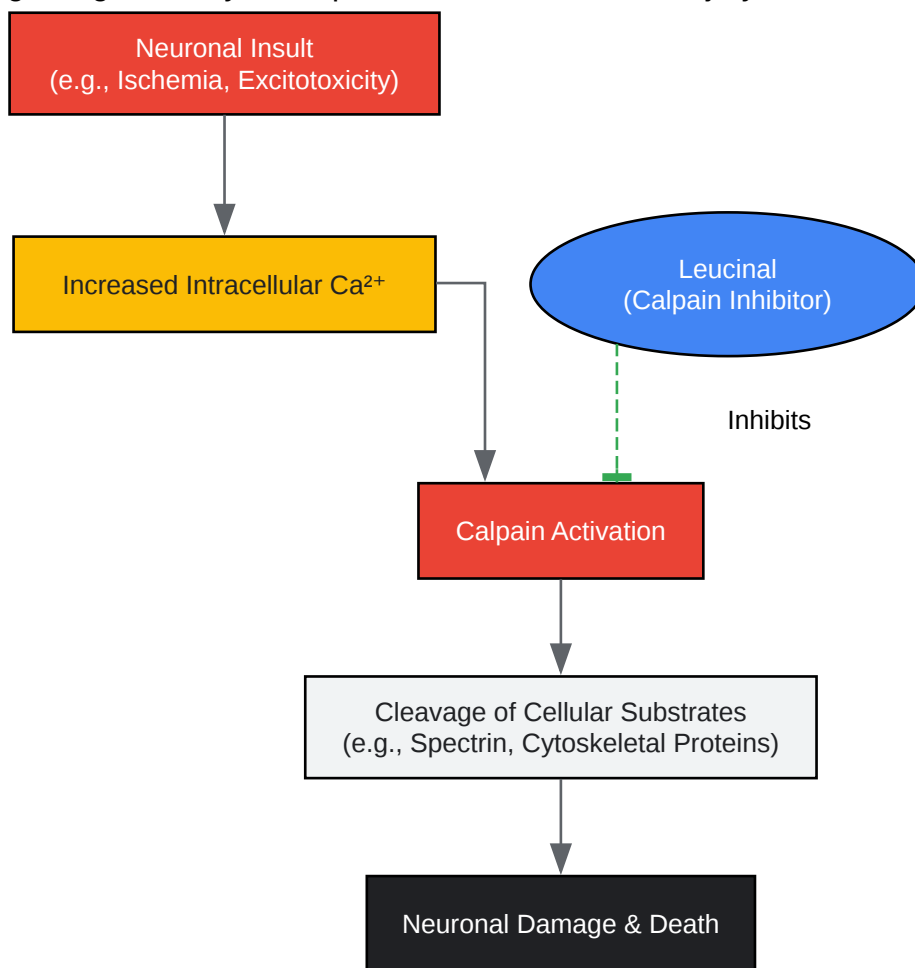 Neuronal Insult
(e.g., Ischemia, Excitotoxicity)
Increased Intracellular Ca²⁺
Leucinal
(Calpain Inhibitor)
Inhibits
Calpain Activation
Cleavage of Cellular Substrates
(e.g., Spectrin, Cytoskeletal Proteins)
Neuronal Damage & Death